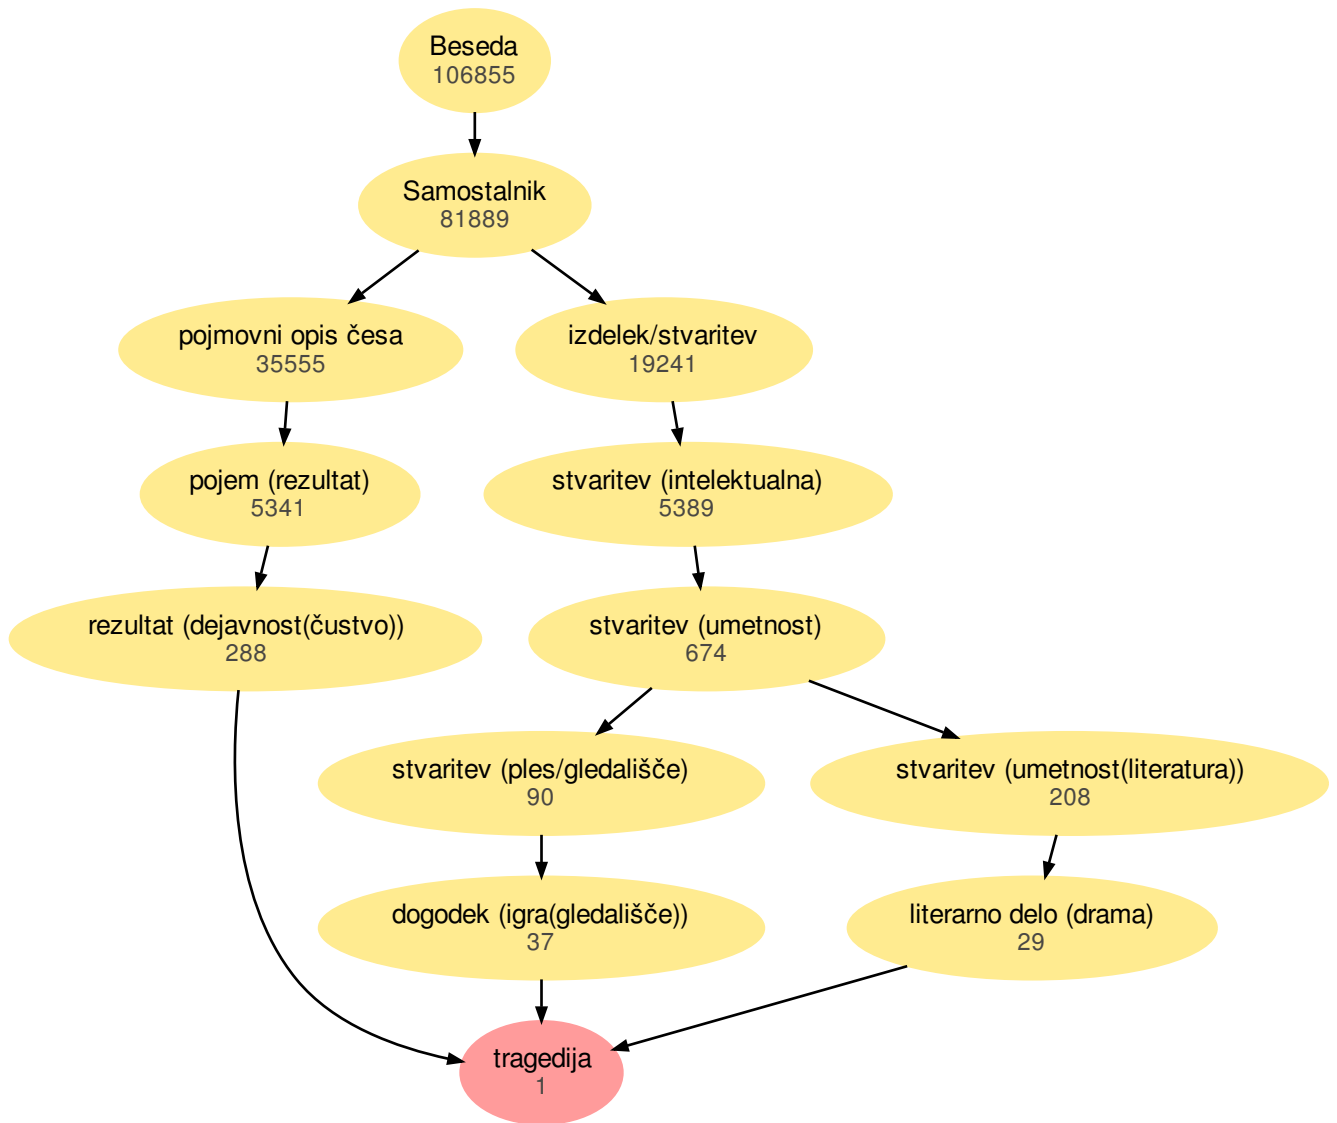 Beseda
106855
Samostalnik
81889
pojmovni opis česa
35555
izdelek/stvaritev
19241
pojem (rezultat)
5341
stvaritev (intelektualna)
5389
rezultat (dejavnost(čustvo))
288
stvaritev (umetnost)
674
stvaritev (ples/gledališče)
90
stvaritev (umetnost(literatura))
208
dogodek (igra(gledališče))
37
literarno delo (drama)
29
tragedija
1